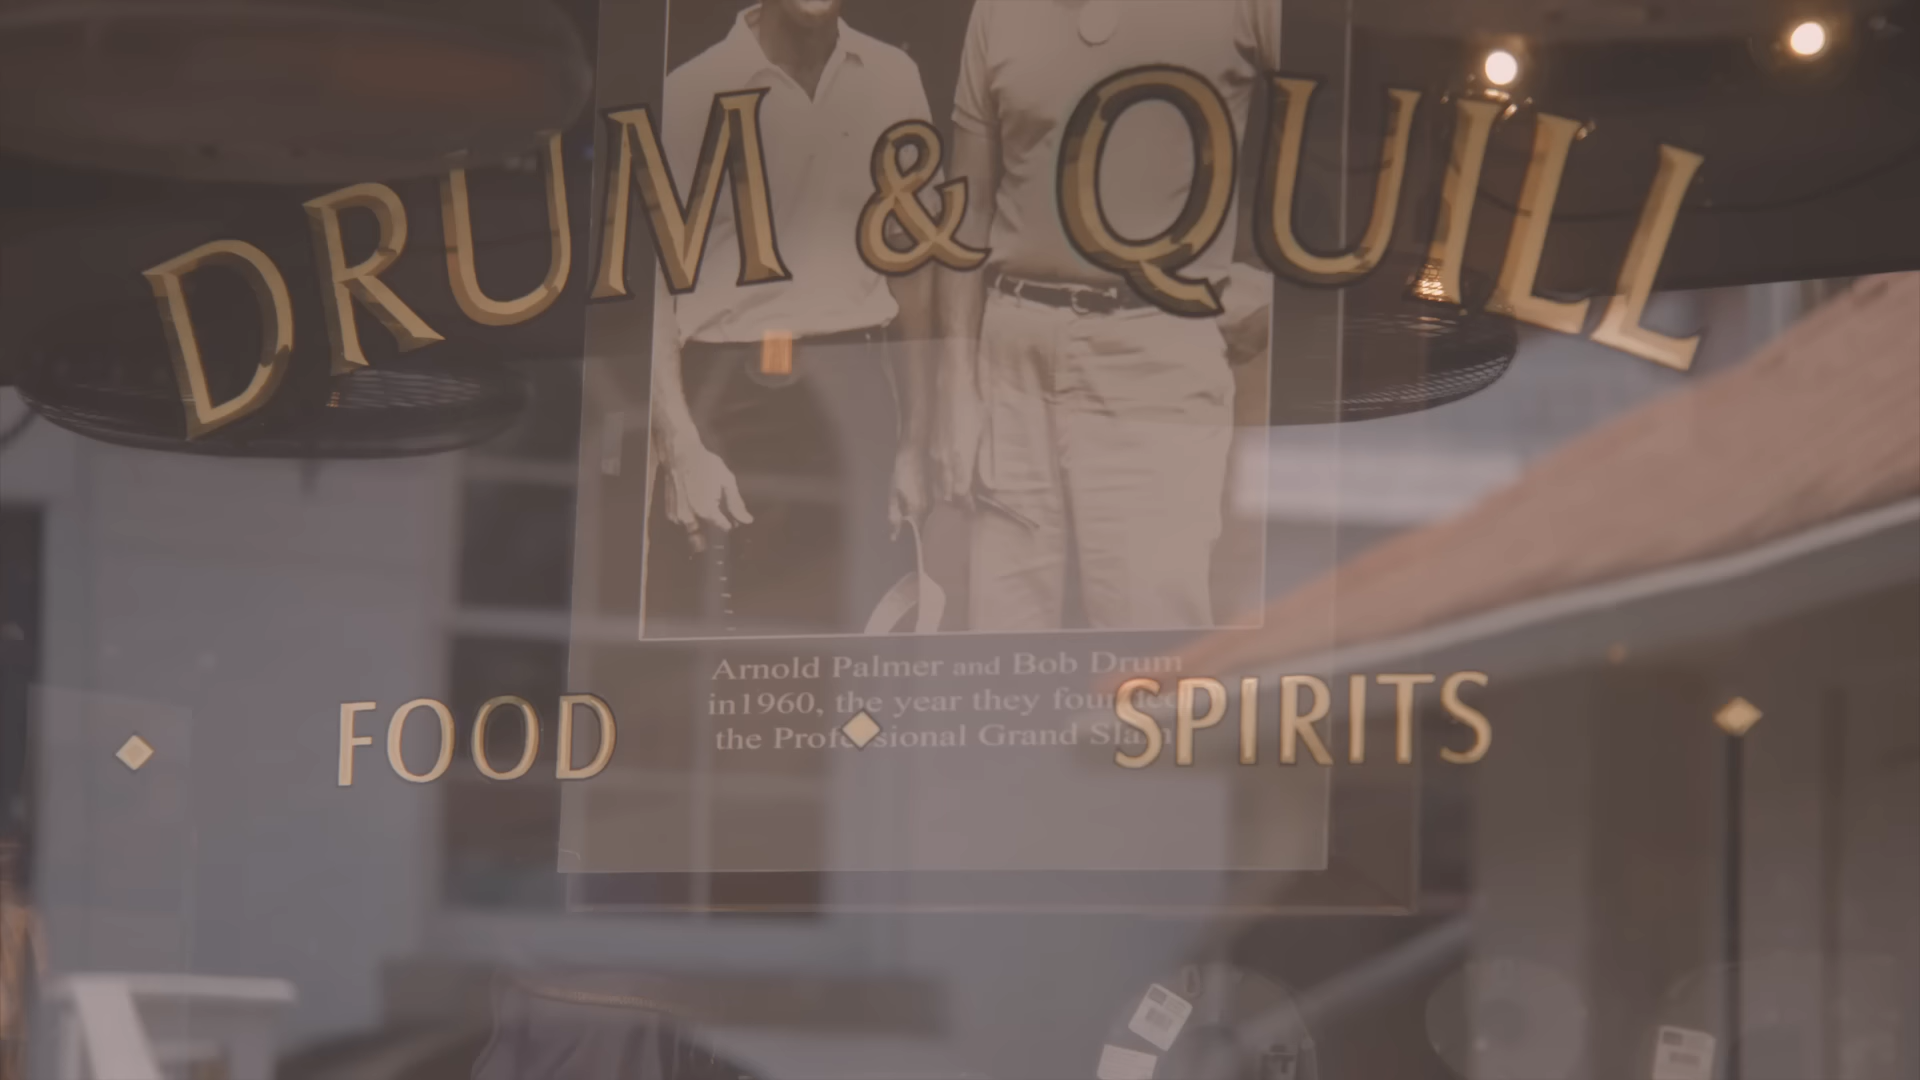 DRUM & QUILL
Arnold Palmer and Bob Drum
in1960, the year they founded
the Professional Grand Slam
FOOD SPIRITS